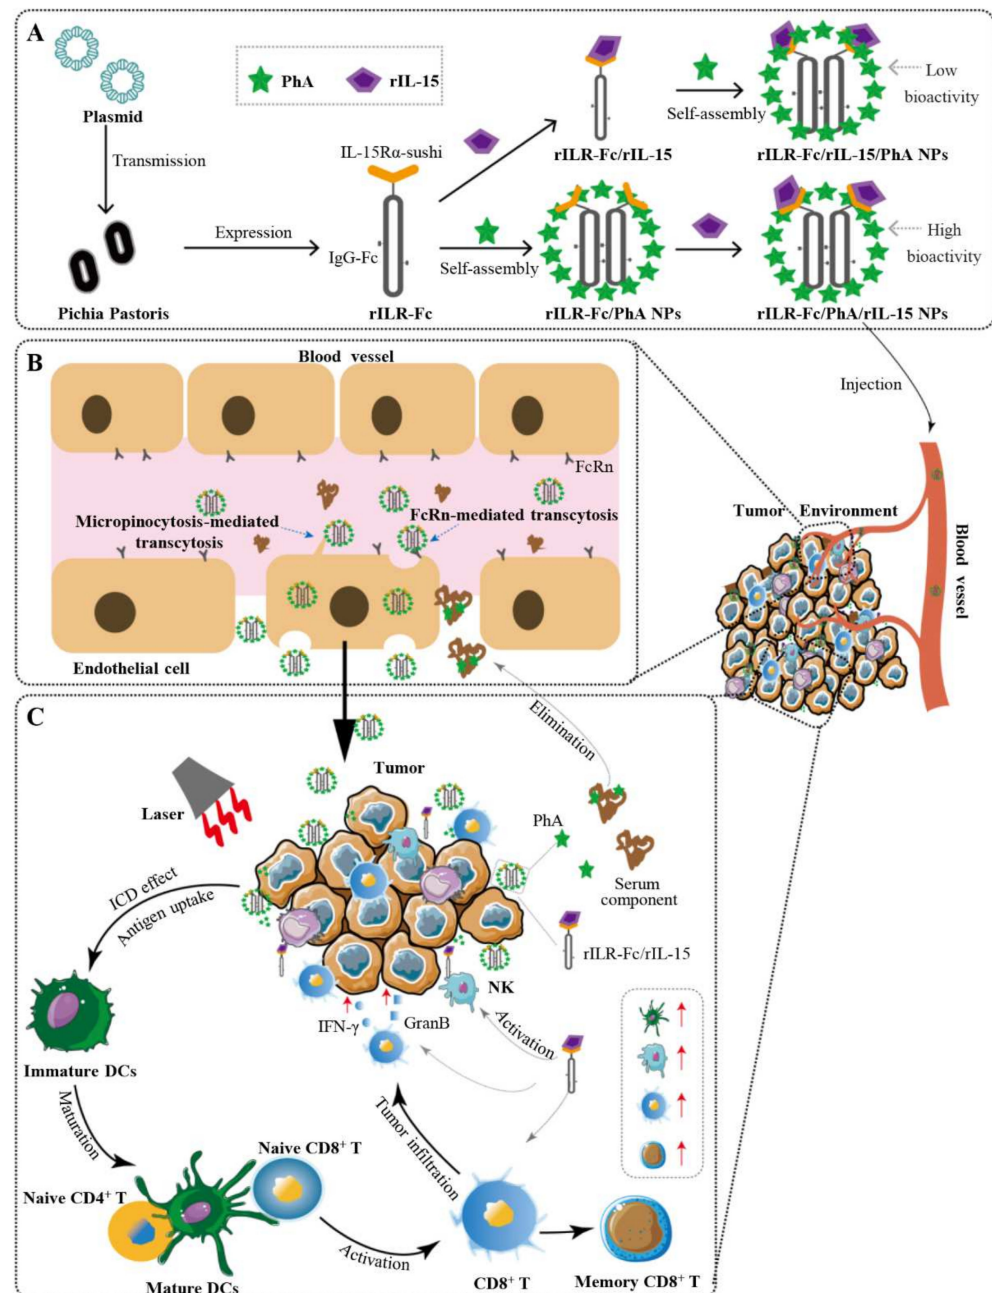 A
Plasmid
Transmission
Pichia Pastoris
PhA
rIL-15
Expression
IL-15Rα-sushi
IgG-Fc
rILR-Fc
rILR-Fc/rIL-15
Self-assembly
rILR-Fc/rIL-15/PhA NPs
Low
bioactivity
Self-assembly
rILR-Fc/PhA NPs
rILR-Fc/PhA/rIL-15 NPs
High
bioactivity
Injection
B
Blood vessel
FcRn
Micropinocytosis-mediated
transcytosis
FcRn-mediated transcytosis
Endothelial cell
Tumor Environment
Blood vessel
Elimination
C
Laser
Tumor
PhA
Serum
component
rILR-Fc/rIL-15
ICD effect
Antigen uptake
NK
IFN-γ
GranB
Activation
Immature DCs
Maturation
Naive CD4⁺ T
Naive CD8⁺ T
Mature DCs
Activation
Tumor infiltration
CD8⁺ T
Memory CD8⁺ T